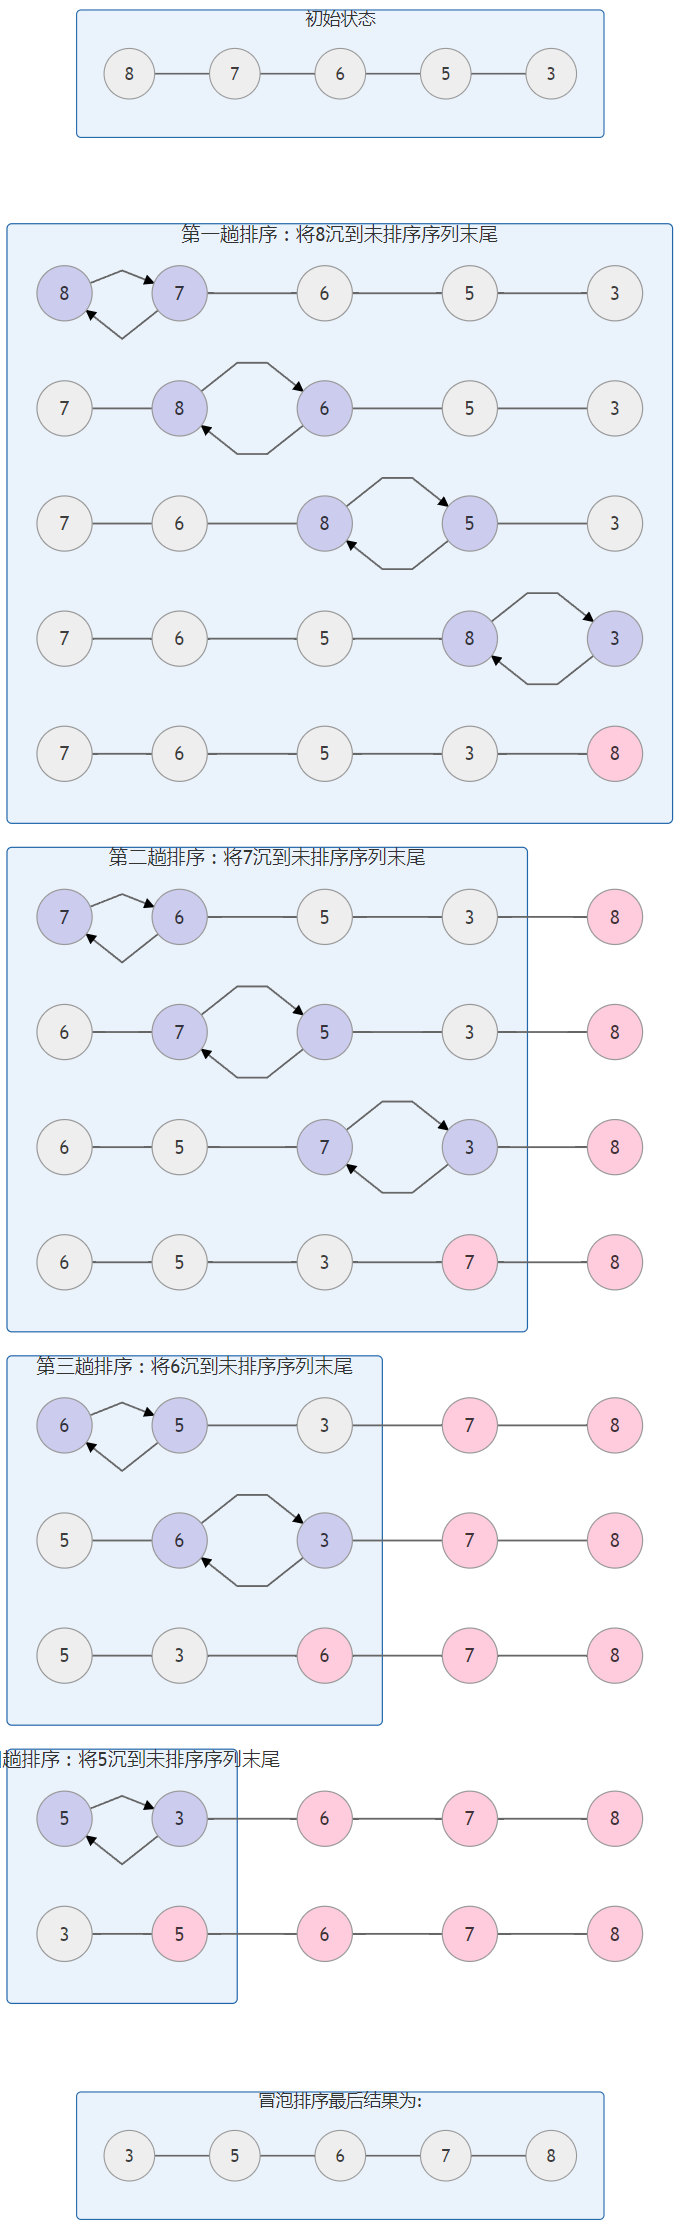 初始状态
8 7 6 5 3
第一趟排序：将8沉到未排序序列末尾
8 7 6 5 3
7 8 6 5 3
7 6 8 5 3
7 6 5 8 3
7 6 5 3 8
第二趟排序：将7沉到未排序序列末尾
7 6 5 3 8
6 7 5 3 8
6 5 7 3 8
6 5 3 7 8
第三趟排序：将6沉到未排序序列末尾
6 5 3 7 8
5 6 3 7 8
5 3 6 7 8
趟排序：将5沉到未排序序列末尾
5 3 6 7 8
3 5 6 7 8
冒泡排序最后结果为:
3 5 6 7 8